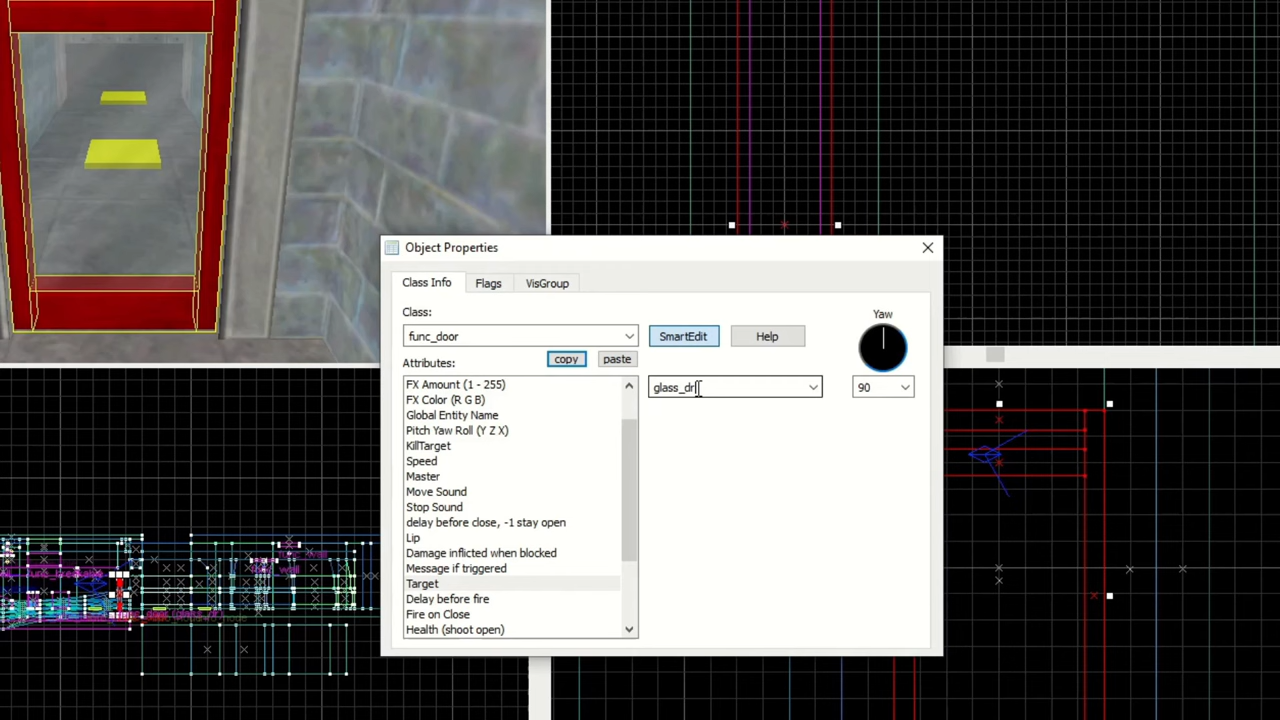 Object Properties
Class Info
Flags
VisGroup
Class:
Yaw
func_door
SmartEdit
Help
Attributes:
copy
paste
FX Amount (1 - 255)
glass_dr
90
FX Color (R G B)
Global Entity Name
Pitch Yaw Roll (Y Z X)
KillTarget
Speed
Master
Move Sound
Stop Sound
delay before close, -1 stay open
Lip
Damage inflicted when blocked
Message if triggered
Target
Delay before fire
Fire on Close
Health (shoot open)